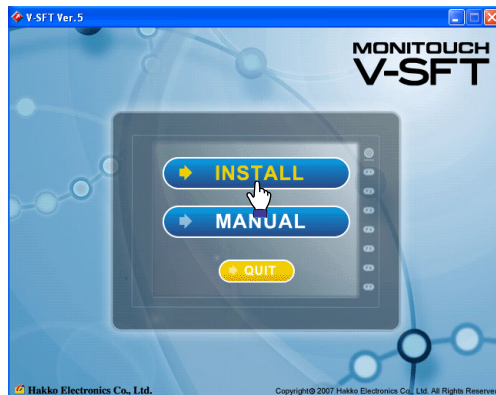 V-SFT Ver.5
MONITOUCH
V-SFT
INSTALL
MANUAL
QUIT
Hakko Electronics Co., Ltd.
Copyright© 2007 Hakko Electronics Co., Ltd. All Rights Reserved